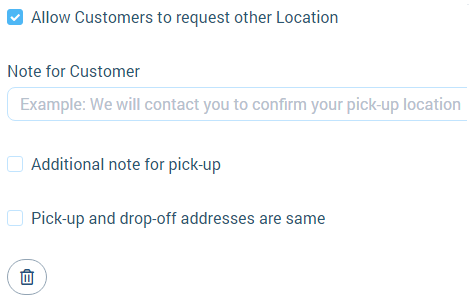 Allow Customers to request other Location
Note for Customer
Example: We will contact you to confirm your pick-up location
Additional note for pick-up
Pick-up and drop-off addresses are same